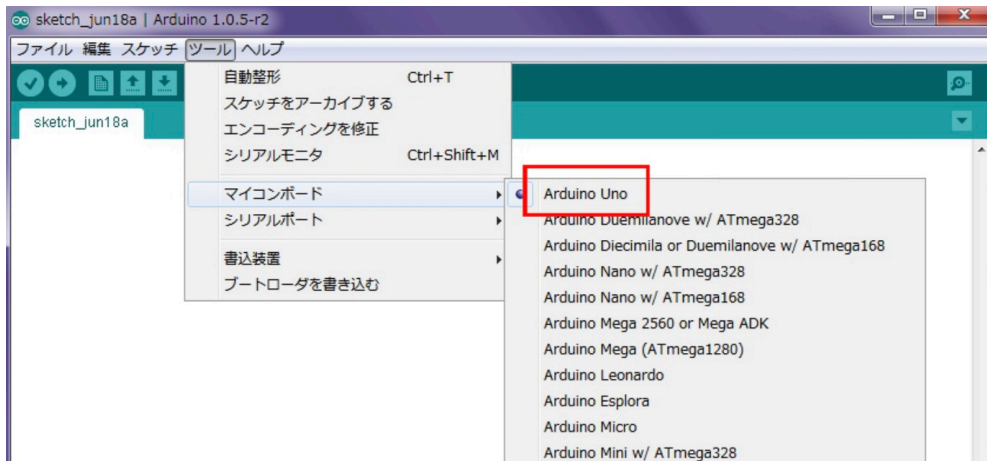 sketch_jun18a | Arduino 1.0.5-r2
ファイル 編集 スケッチ ツール ヘルプ
sketch_jun18a
自動整形 Ctrl+T
スケッチをアーカイブする
エンコーディングを修正
シリアルモニタ Ctrl+Shift+M
マイコンボード
シリアルポート
書込装置
ブートローダを書き込む
Arduino Uno
Arduino Duemilanove w/ ATmega328
Arduino Diecimila or Duemilanove w/ ATmega168
Arduino Nano w/ ATmega328
Arduino Nano w/ ATmega168
Arduino Mega 2560 or Mega ADK
Arduino Mega (ATmega1280)
Arduino Leonardo
Arduino Esplora
Arduino Micro
Arduino Mini w/ ATmega328